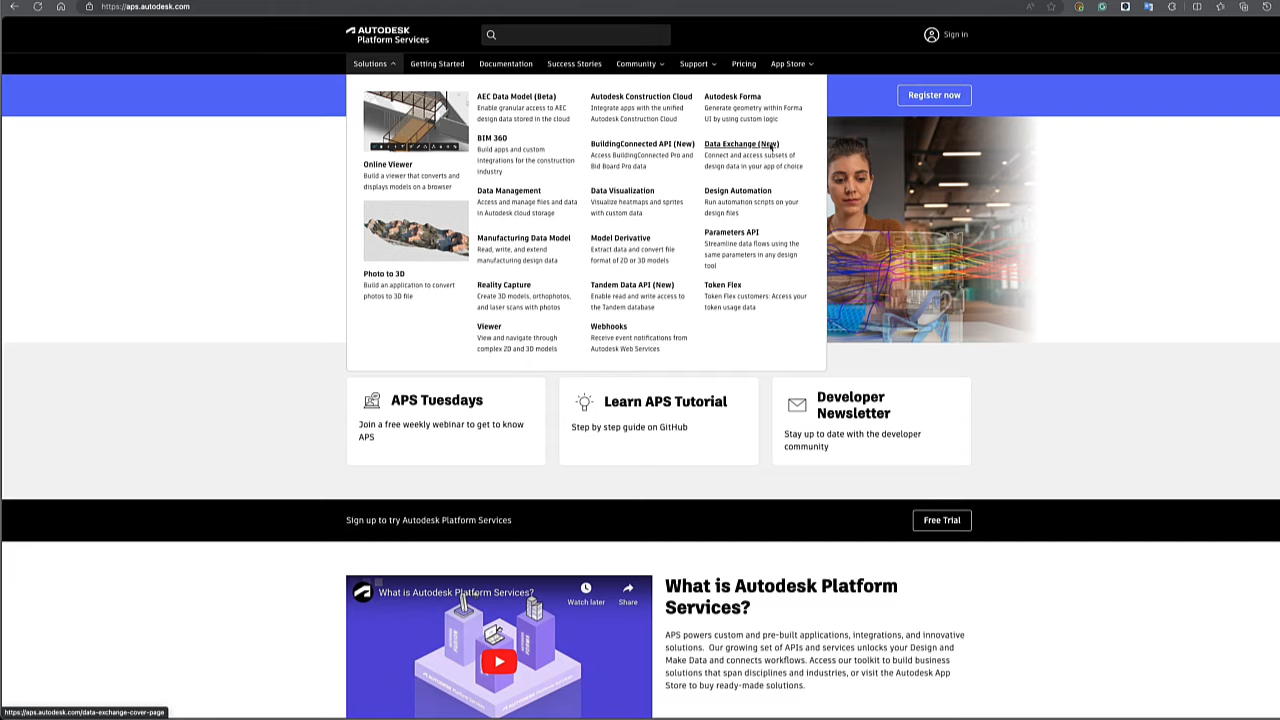 https://aps.autodesk.com
AUTODESK
Platform Services
Sign in
Solutions
Getting Started
Documentation
Success Stories
Community
Support
Pricing
App Store
Register now
Online Viewer
Build a viewer that converts and
displays models on a browser
Photo to 3D
Build an application to convert
photos to 3D file
AEC Data Model (Beta)
Enable granular access to AEC
design data stored in the cloud
BIM 360
Build apps and custom
integrations for the construction
industry
Data Management
Access and manage files and data
in Autodesk cloud storage
Manufacturing Data Model
Read, write, and extend
manufacturing design data
Reality Capture
Create 3D models, orthophotos,
and laser scans with photos
Viewer
View and navigate through
complex 2D and 3D models
Autodesk Construction Cloud
Integrate apps with the unified
Autodesk Construction Cloud
BuildingConnected API (New)
Access BuildingConnected Pro and
Bid Board Pro data
Data Visualization
Visualize heatmaps and sprites
with custom data
Model Derivative
Extract data and convert file
format of 2D or 3D models
Tandem Data API (New)
Enable read and write access to
the Tandem database
Webhooks
Receive event notifications from
Autodesk Web Services
Autodesk Forma
Generate geometry within Forma
UI by using custom logic
Data Exchange (New)
Connect and access subsets of
design data in your app of choice
Design Automation
Run automation scripts on your
design files
Parameters API
Streamline data flows using the
same parameters in any design
tool
Token Flex
Token Flex customers: Access your
token usage data
APS Tuesdays
Join a free weekly webinar to get to know
APS
Learn APS Tutorial
Step by step guide on GitHub
Developer
Newsletter
Stay up to date with the developer
community
Sign up to try Autodesk Platform Services
Free Trial
What is Autodesk Platform Services?
Watch later
Share
What is Autodesk Platform
Services?
APS powers custom and pre-built applications, integrations, and innovative
solutions. Our growing set of APIs and services unlocks your Design and
Make Data and connects workflows. Access our toolkit to build business
solutions that span disciplines and industries, or visit the Autodesk App
Store to buy ready-made solutions.
https://aps.autodesk.com/data-exchange-cover-page